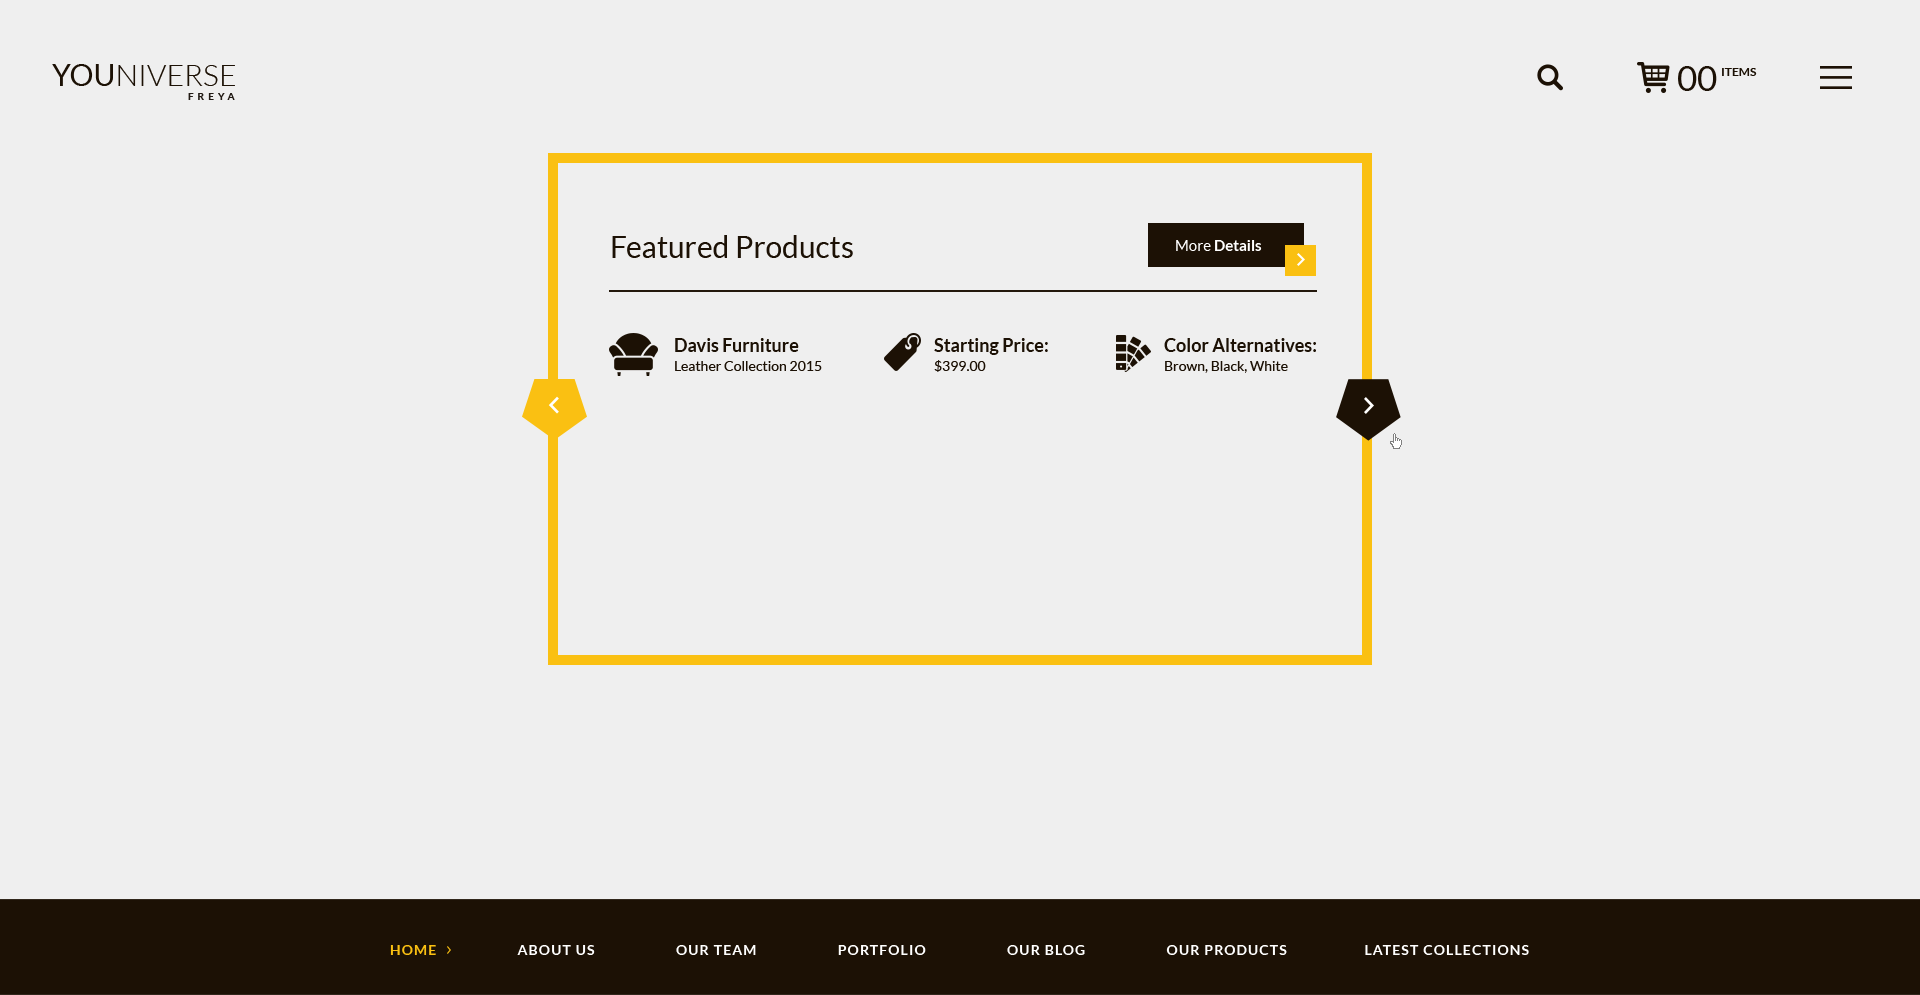 YOUNIVERSE
FREYA
00 ITEMS
Featured Products
More Details
Davis Furniture
Leather Collection 2015
Starting Price:
$399.00
Color Alternatives:
Brown, Black, White
HOME
ABOUT US
OUR TEAM
PORTFOLIO
OUR BLOG
OUR PRODUCTS
LATEST COLLECTIONS